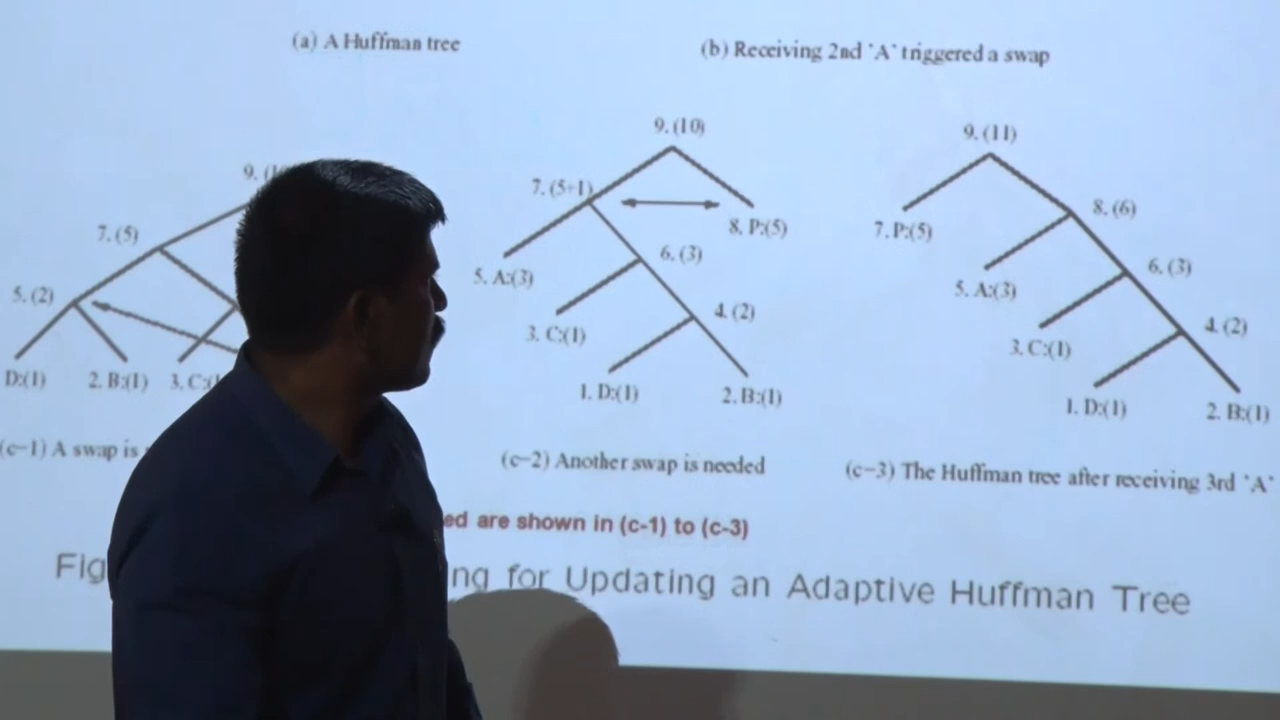 (a) A Huffman tree
(b) Receiving 2nd `A` triggered a swap
9.
7. (5)
5. (2)
D:(1)
2. B:(1)
3. C:
(c-1) A swap is
9. (10)
7. (5+1)
8. P:(5)
5. A:(3)
6. (3)
3. C:(1)
4. (2)
1. D:(1)
2. B:(1)
(c-2) Another swap is needed
9. (11)
7. P:(5)
8. (6)
5. A:(3)
6. (3)
3. C:(1)
4. (2)
1. D:(1)
2. B:(1)
(c-3) The Huffman tree after receiving 3rd `A`
ed are shown in (c-1) to (c-3)
Fig ng for Updating an Adaptive Huffman Tree